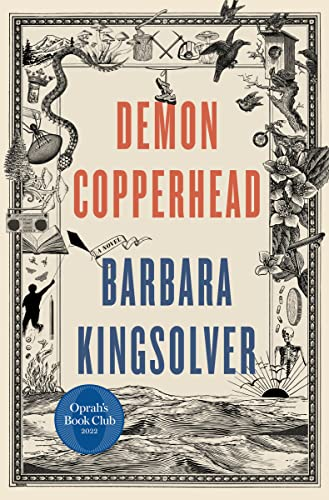 DEMON
COPPERHEAD
A NOVEL
BARBARA
KINGSOLVER
Oprah's
Book Club
2022